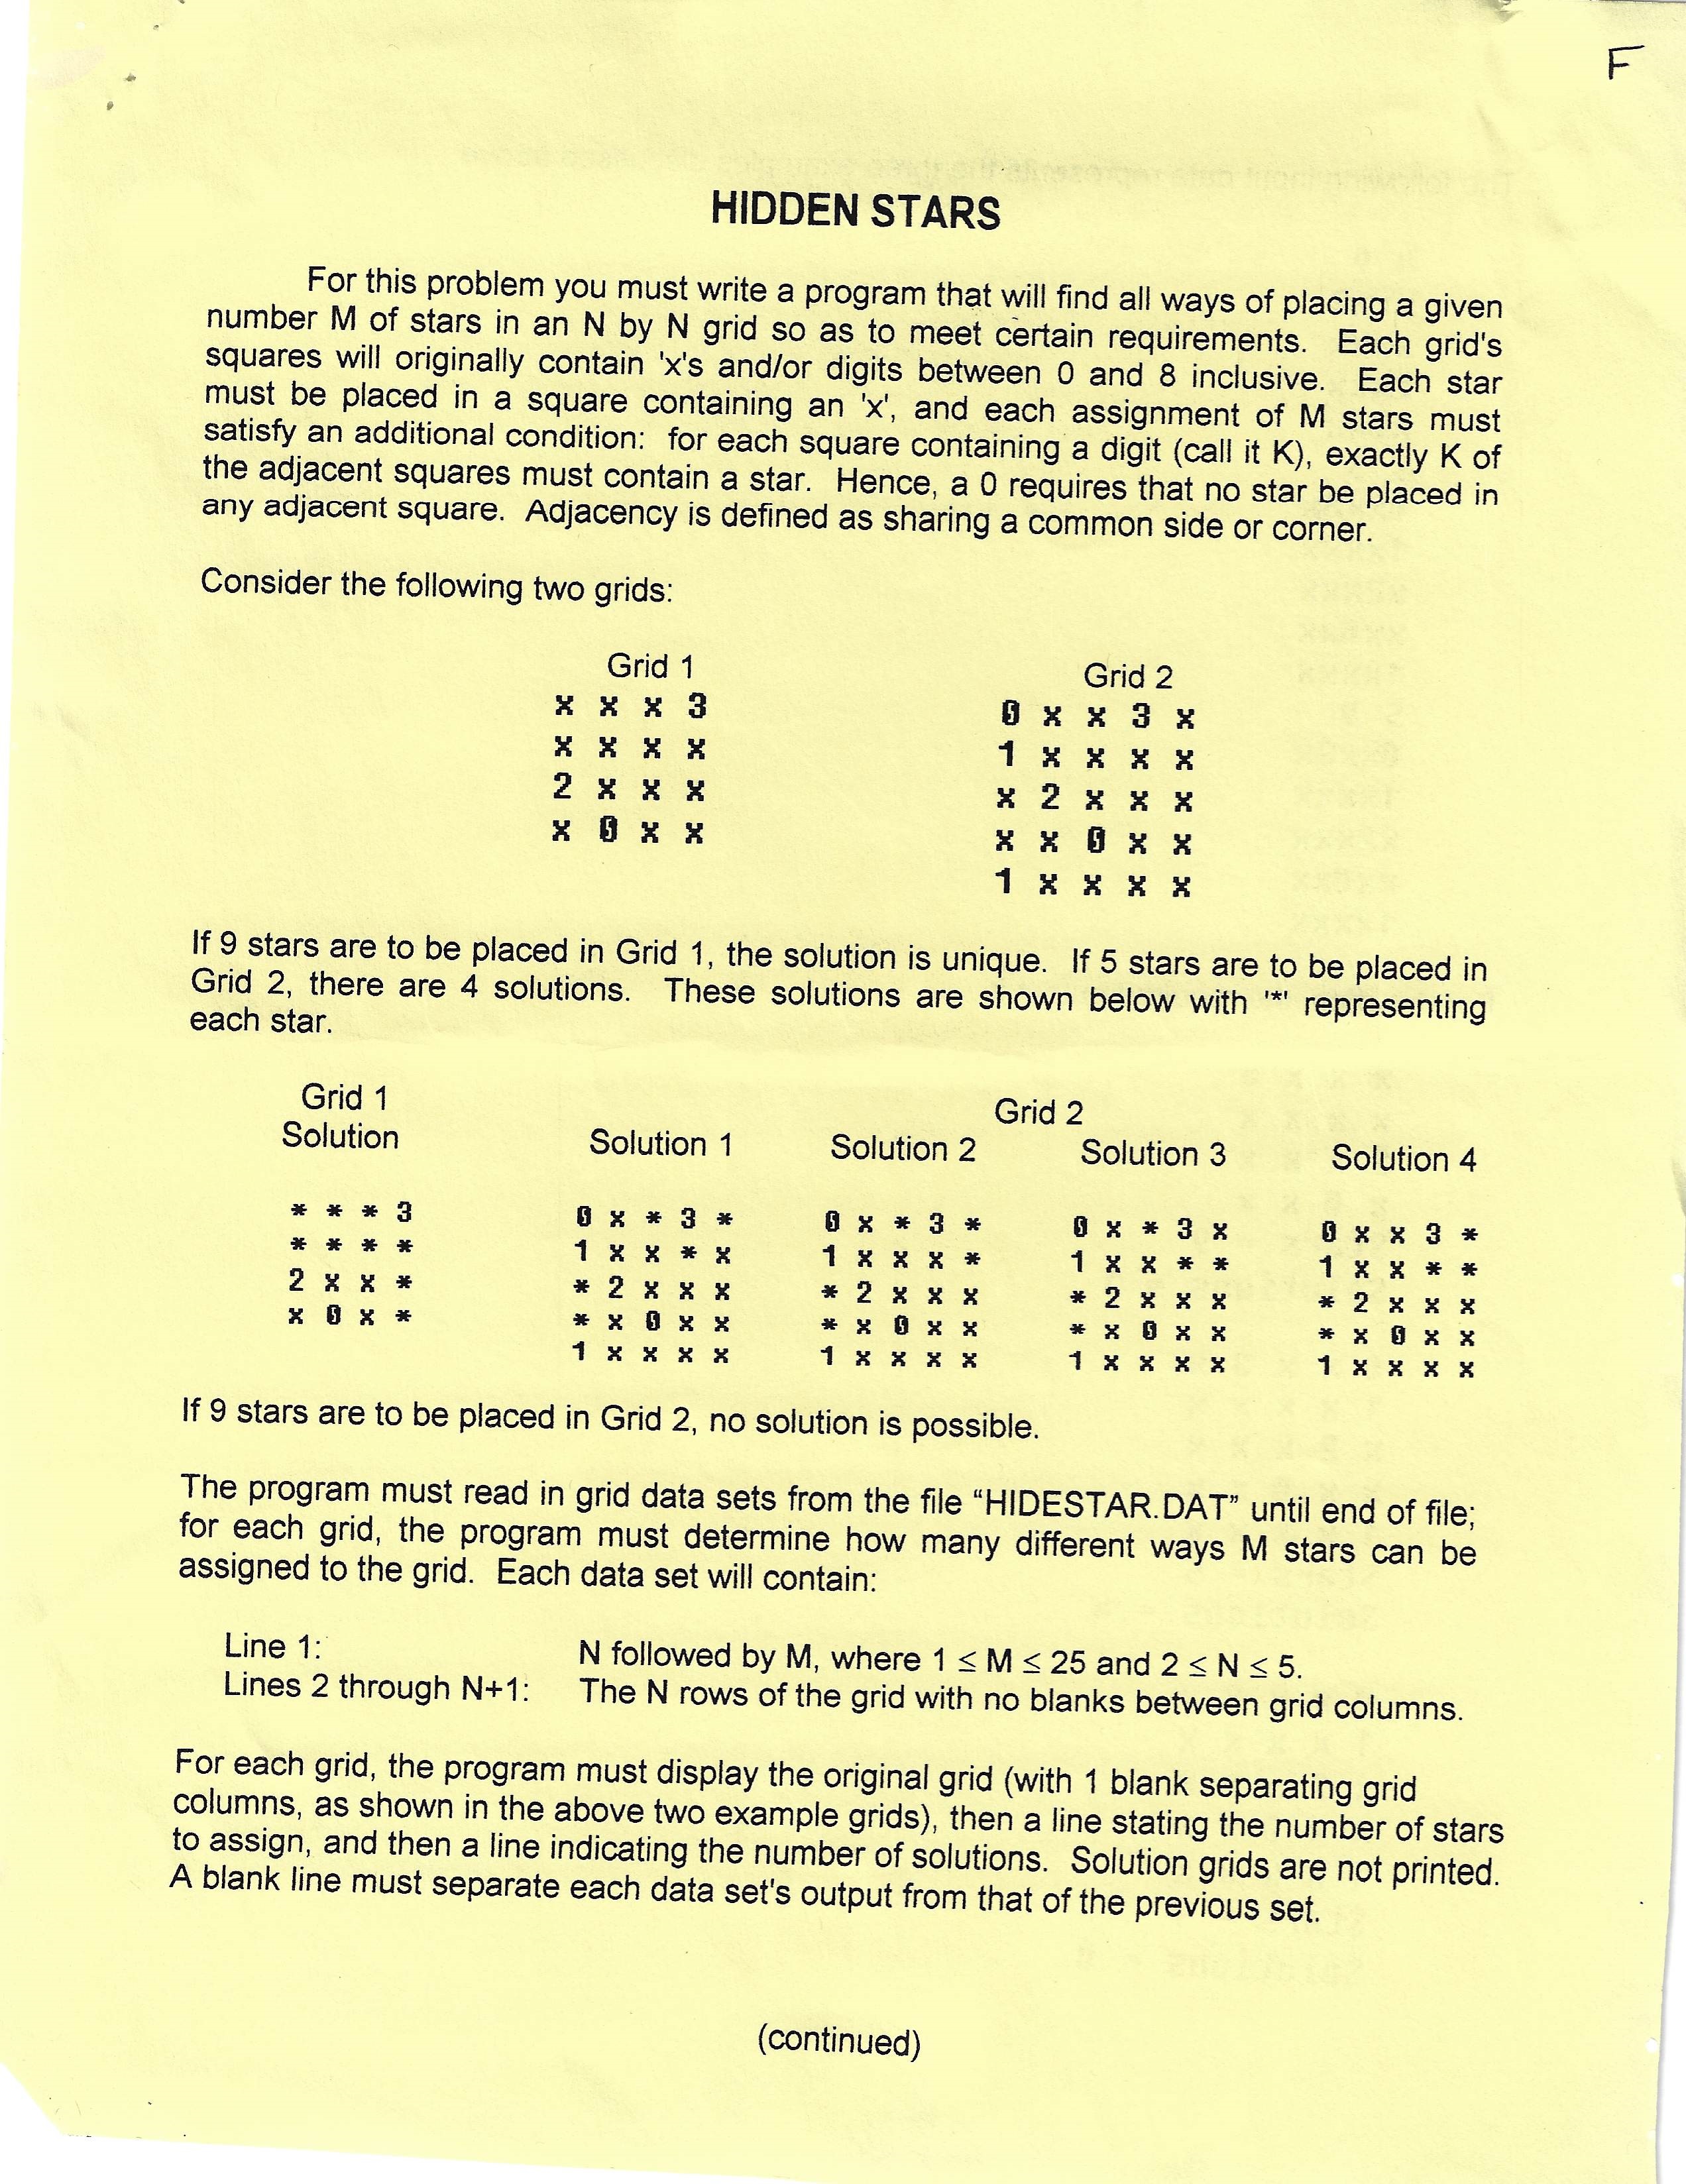 F
HIDDEN STARS
For this problem you must write a program that will find all ways of placing a given
number M of stars in an N by N grid so as to meet certain requirements. Each grid's
squares will originally contain 'x's and/or digits between 0 and 8 inclusive. Each star
must be placed in a square containing an 'x', and each assignment of M stars must
satisfy an additional condition: for each square containing a digit (call it K), exactly K of
the adjacent squares must contain a star. Hence, a 0 requires that no star be placed in
any adjacent square. Adjacency is defined as sharing a common side or corner.
Consider the following two grids:
Grid 1
x x x 3
x x x x
2 x x x
x 0 x x
Grid 2
0 x x 3 x
1 x x x x
x 2 x x x
x x 0 x x
1 x x x x
If 9 stars are to be placed in Grid 1, the solution is unique. If 5 stars are to be placed in
Grid 2, there are 4 solutions. These solutions are shown below with '*' representing
each star.
Grid 1
Solution
* * * 3
* * * *
2 x x *
x 0 x *
Grid 2
Solution 1
0 x * 3 *
1 x x * x
* 2 x x x
* x 0 x x
1 x x x x
Solution 2
0 x * 3 *
1 x x x *
* 2 x x x
* x 0 x x
1 x x x x
Solution 3
0 x * 3 x
1 x x * *
* 2 x x x
* x 0 x x
1 x x x x
Solution 4
0 x x 3 *
1 x x * *
* 2 x x x
* x 0 x x
1 x x x x
If 9 stars are to be placed in Grid 2, no solution is possible.
The program must read in grid data sets from the file “HIDESTAR.DAT” until end of file;
for each grid, the program must determine how many different ways M stars can be
assigned to the grid. Each data set will contain:
Line 1: N followed by M, where 1 ≤ M ≤ 25 and 2 ≤ N ≤ 5.
Lines 2 through N+1: The N rows of the grid with no blanks between grid columns.
For each grid, the program must display the original grid (with 1 blank separating grid
columns, as shown in the above two example grids), then a line stating the number of stars
to assign, and then a line indicating the number of solutions. Solution grids are not printed.
A blank line must separate each data set's output from that of the previous set.
(continued)